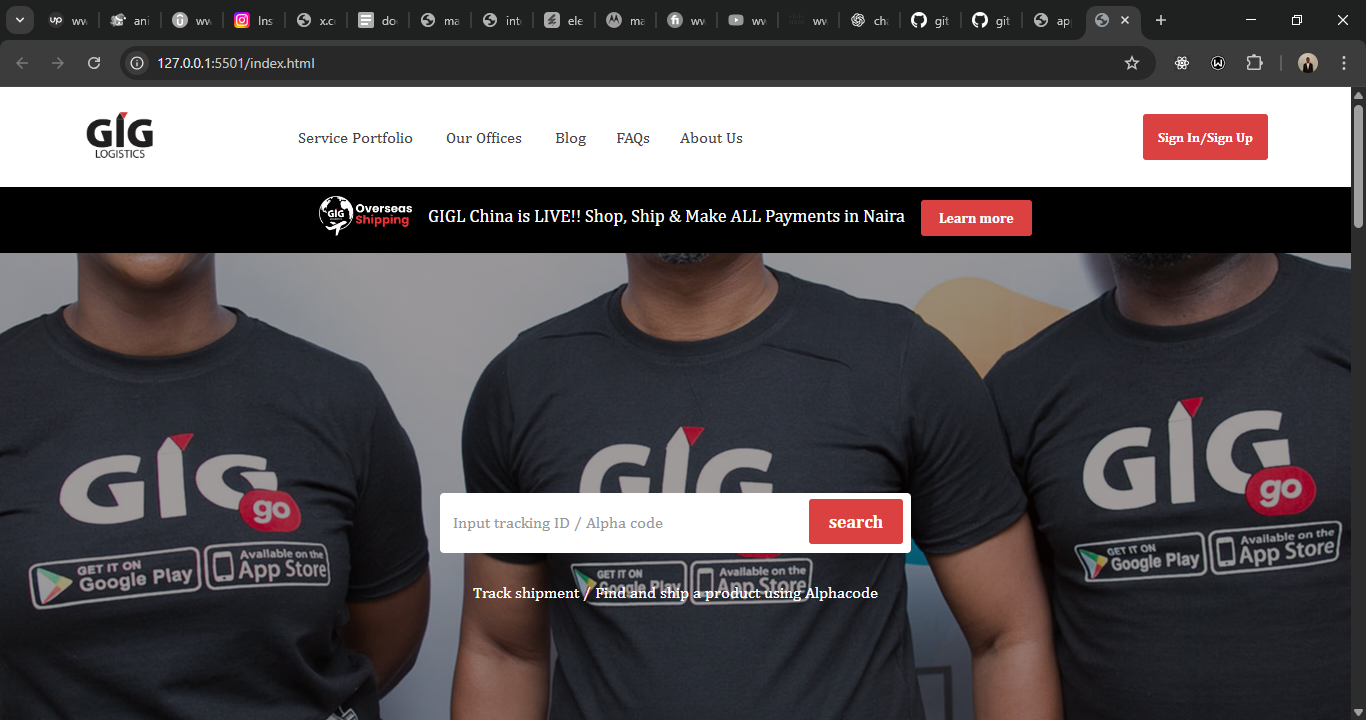 up
ww
ani
ww
Ins
x.c
do
ma
int
ele
ma
ww
ww
ww
cha
git
git
ap
127.0.0.1:5501/index.html
GIG
LOGISTICS
Service Portfolio
Our Offices
Blog
FAQs
About Us
Sign In/Sign Up
GIG
Overseas
Shipping
GIGL China is LIVE!! Shop, Ship & Make ALL Payments in Naira
Learn more
GIG
go
GET IT ON
Google Play
Available on the
App Store
GIG
GET IT ON
Google Play
Available on the
App Store
GIG
go
GET IT ON
Google Play
Available on the
App Store
Input tracking ID / Alpha code
search
Track shipment / Find and ship a product using Alphacode